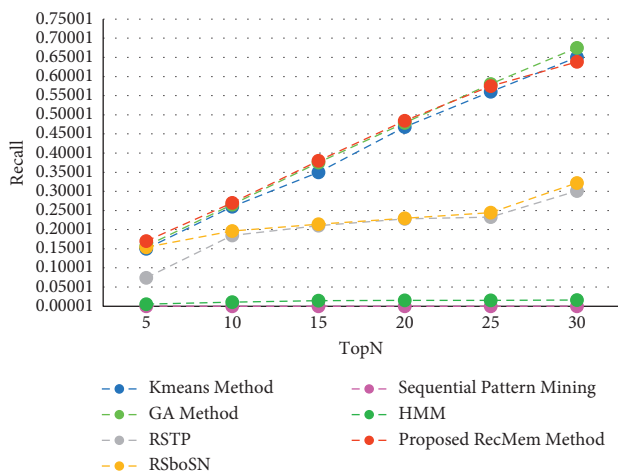 0.75001
0.70001
0.65001
0.60001
0.55001
0.50001
0.45001
0.40001
0.35001
0.30001
0.25001
0.20001
0.15001
0.10001
0.05001
0.00001
Recall
5 10 15 20 25 30
TopN
Kmeans Method
GA Method
RSTP
RSboSN
Sequential Pattern Mining
HMM
Proposed RecMem Method